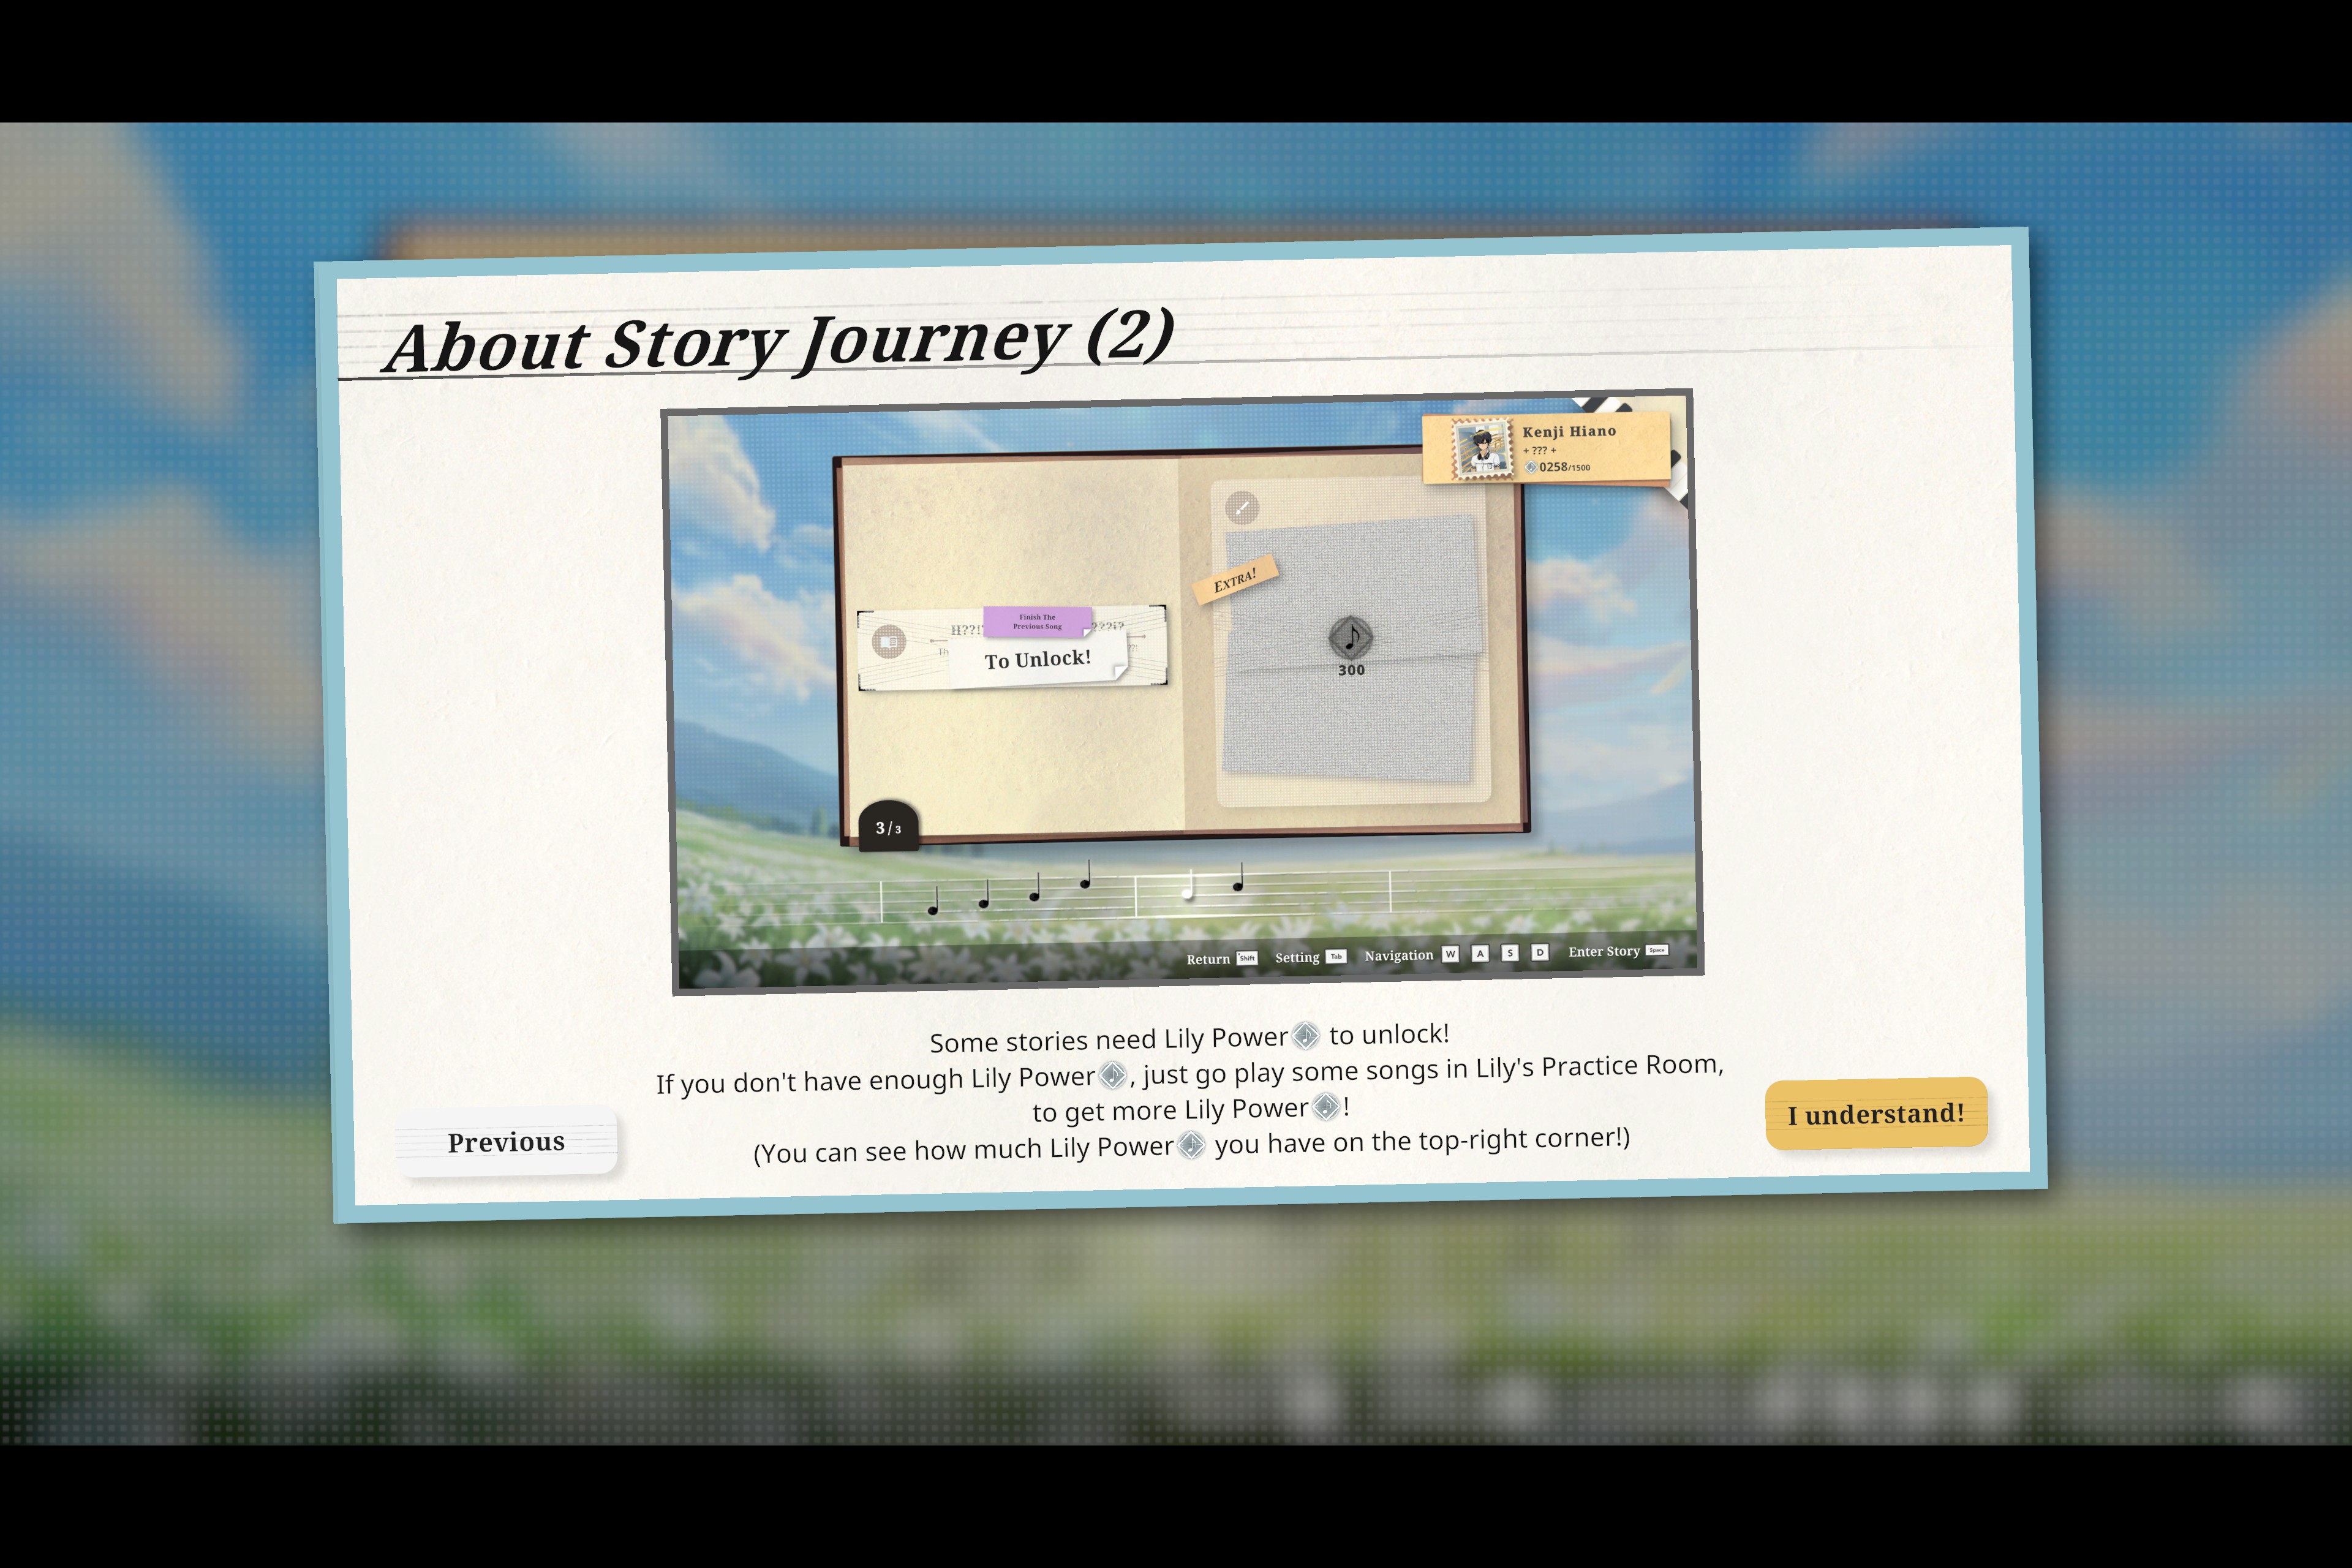 About Story Journey (2)
Kenji Hiano
+ ??? +
0258/1500
EXTRA!
Finish The
Previous Song
H??!
???i?
To Unlock!
300
3/3
Return Shift Setting Tab Navigation W A S D Enter Story Space
Some stories need Lily Power to unlock!
If you don't have enough Lily Power, just go play some songs in Lily's Practice Room,
to get more Lily Power!
(You can see how much Lily Power you have on the top-right corner!)
Previous
I understand!